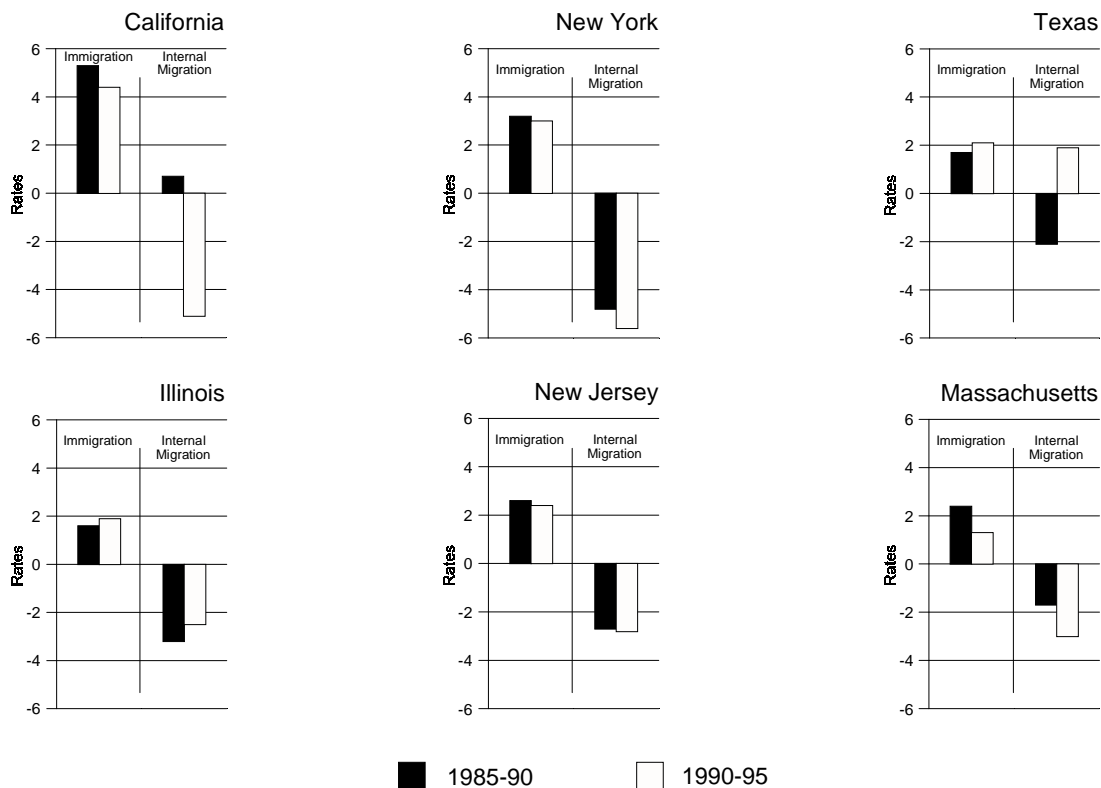 California
6
4
2
0
-2
-4
-6
Rates
Immigration
Internal
Migration
New York
6
4
2
0
-2
-4
-6
Rates
Immigration
Internal
Migration
Texas
6
4
2
0
-2
-4
-6
Rates
Immigration
Internal
Migration
Illinois
6
4
2
0
-2
-4
-6
Rates
Immigration
Internal
Migration
New Jersey
6
4
2
0
-2
-4
-6
Rates
Immigration
Internal
Migration
Massachusetts
6
4
2
0
-2
-4
-6
Rates
Immigration
Internal
Migration
1985-90
1990-95